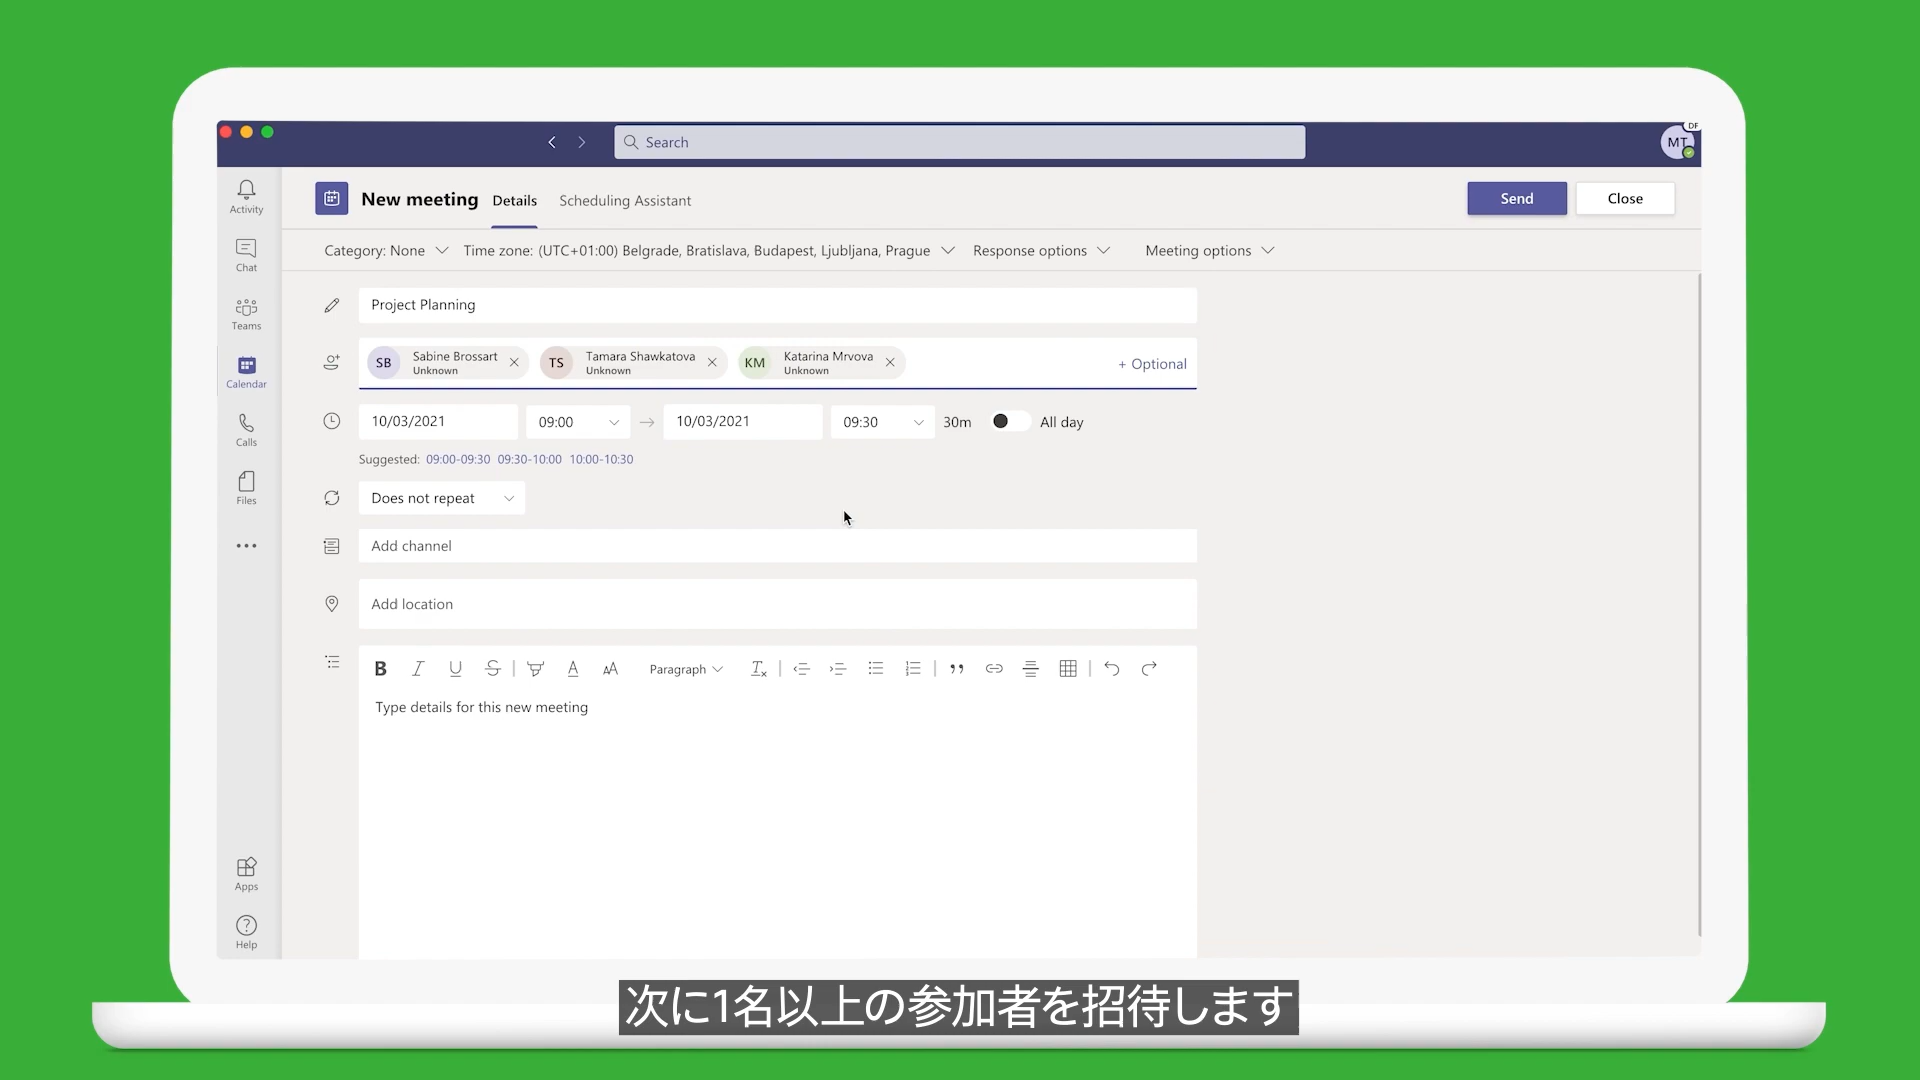 Search
MT
DF
Activity
Chat
Teams
Calendar
Calls
Files
Apps
Help
New meeting
Details
Scheduling Assistant
Send
Close
Category: None
Time zone: (UTC+01:00) Belgrade, Bratislava, Budapest, Ljubljana, Prague
Response options
Meeting options
Project Planning
SB
Sabine Brossart
Unknown
TS
Tamara Shawkatova
Unknown
KM
Katarina Mrvova
Unknown
+ Optional
10/03/2021
09:00
10/03/2021
09:30
30m
All day
Suggested: 09:00-09:30 09:30-10:00 10:00-10:30
Does not repeat
Add channel
Add location
Paragraph
Type details for this new meeting
次に1名以上の参加者を招待します